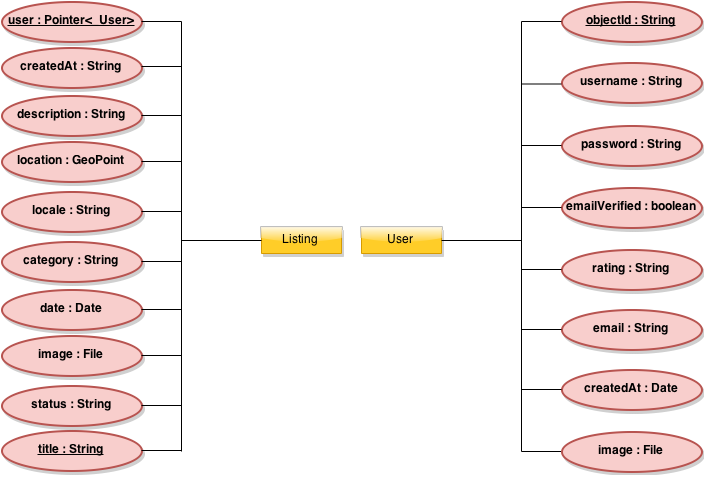 user : Pointer<_User>
createdAt : String
description : String
location : GeoPoint
locale : String
category : String
date : Date
image : File
status : String
title : String
Listing
User
objectId : String
username : String
password : String
emailVerified : boolean
rating : String
email : String
createdAt : Date
image : File